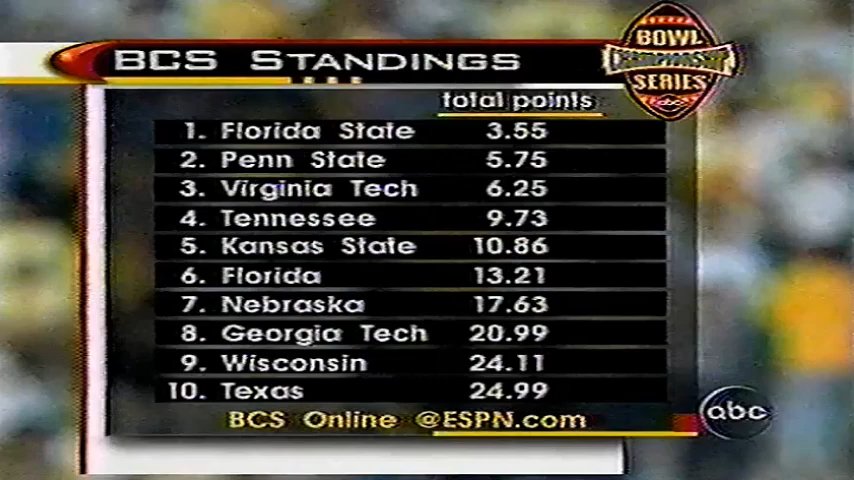 BCS STANDINGS
BOWL
CHAMPIONSHIP
SERIES
abc
total points
1. Florida State 3.55
2. Penn State 5.75
3. Virginia Tech 6.25
4. Tennessee 9.73
5. Kansas State 10.86
6. Florida 13.21
7. Nebraska 17.63
8. Georgia Tech 20.99
9. Wisconsin 24.11
10. Texas 24.99
BCS Online @ESPN.com
abc